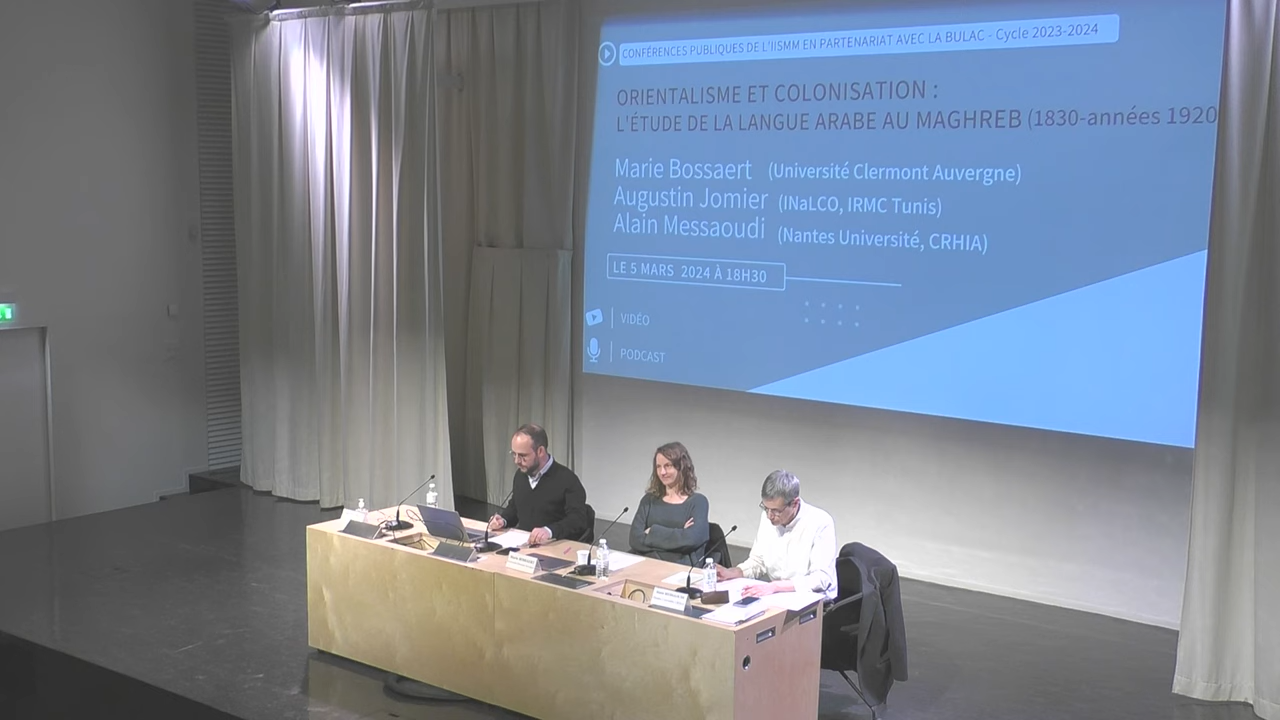 CONFÉRENCES PUBLIQUES DE L'IISMM EN PARTENARIAT AVEC LA BULAC - Cycle 2023-2024
ORIENTALISME ET COLONISATION :
L'ÉTUDE DE LA LANGUE ARABE AU MAGHREB (1830-années 1920
Marie Bossaert (Université Clermont Auvergne)
Augustin Jomier (INaLCO, IRMC Tunis)
Alain Messaoudi (Nantes Université, CRHIA)
LE 5 MARS 2024 À 18H30
VIDÉO
PODCAST